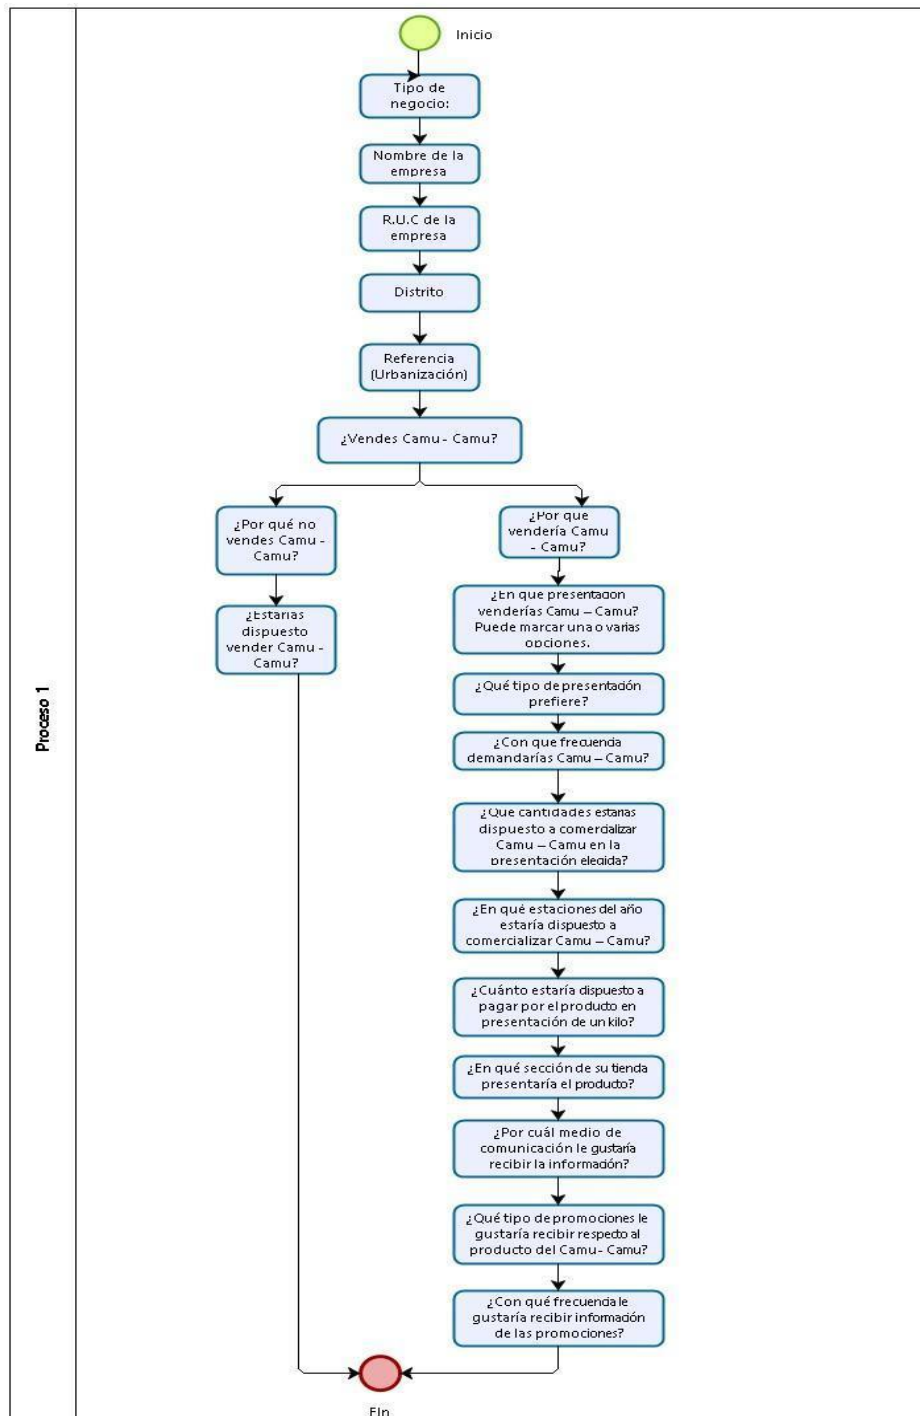 Inicio
Tipo de
negocio:
Nombre de la
empresa
R.U.C de la
empresa
Distrito
Referencia
(Urbanización)
¿Vendes Camu - Camu?
¿Por qué no
vendes Camu -
Camu?
¿Estarías
dispuesto
vender Camu -
Camu?
¿Por que
vendería Camu
- Camu?
¿En que presentación
venderías Camu – Camu?
Puede marcar una o varias
opciones.
¿Qué tipo de presentación
prefiere?
¿Con que frecuencia
demandarías Camu – Camu?
¿Que cantidades estarías
dispuesto a comercializar
Camu – Camu en la
presentación elegida?
¿En qué estaciones del año
estaría dispuesto a
comercializar Camu – Camu?
¿Cuánto estaría dispuesto a
pagar por el producto en
presentación de un kilo?
¿En qué sección de su tienda
presentaría el producto?
¿Por cuál medio de
comunicación le gustaría
recibir la información?
¿Qué tipo de promociones le
gustaría recibir respecto al
producto del Camu - Camu?
¿Con qué frecuencia le
gustaría recibir información
de las promociones?
Fin
Proceso 1